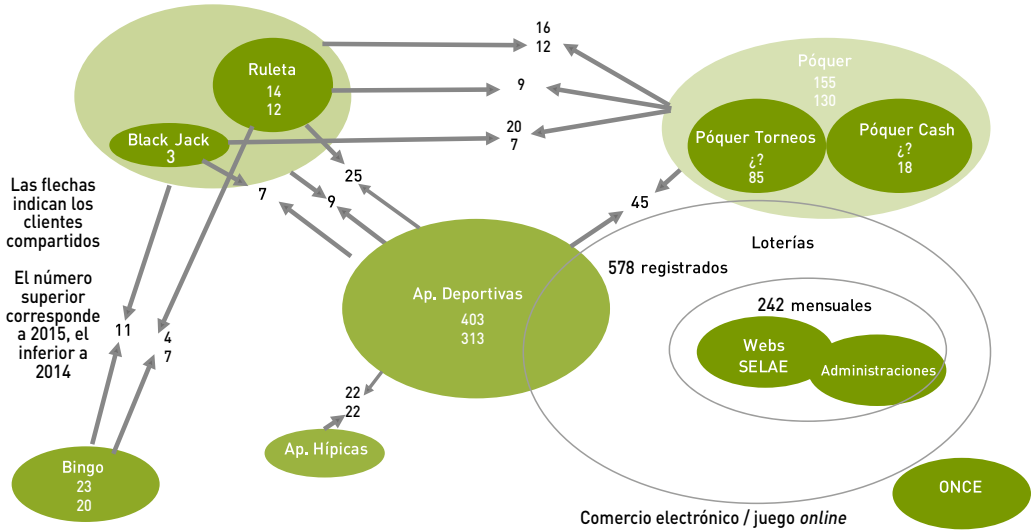 16
12
Póquer
155
130
Ruleta
14
12
9
Black Jack
3
20
7
Póquer Torneos
¿?
85
Póquer Cash
¿?
18
Las flechas
indican los
clientes
compartidos
7
25
9
45
Loterías
578 registrados
El número
superior
corresponde
a 2015, el
inferior a
2014
11
4
7
Ap. Deportivas
403
313
242 mensuales
Webs
SELAE
Administraciones
22
22
Ap. Hípicas
Bingo
23
20
ONCE
Comercio electrónico / juego online